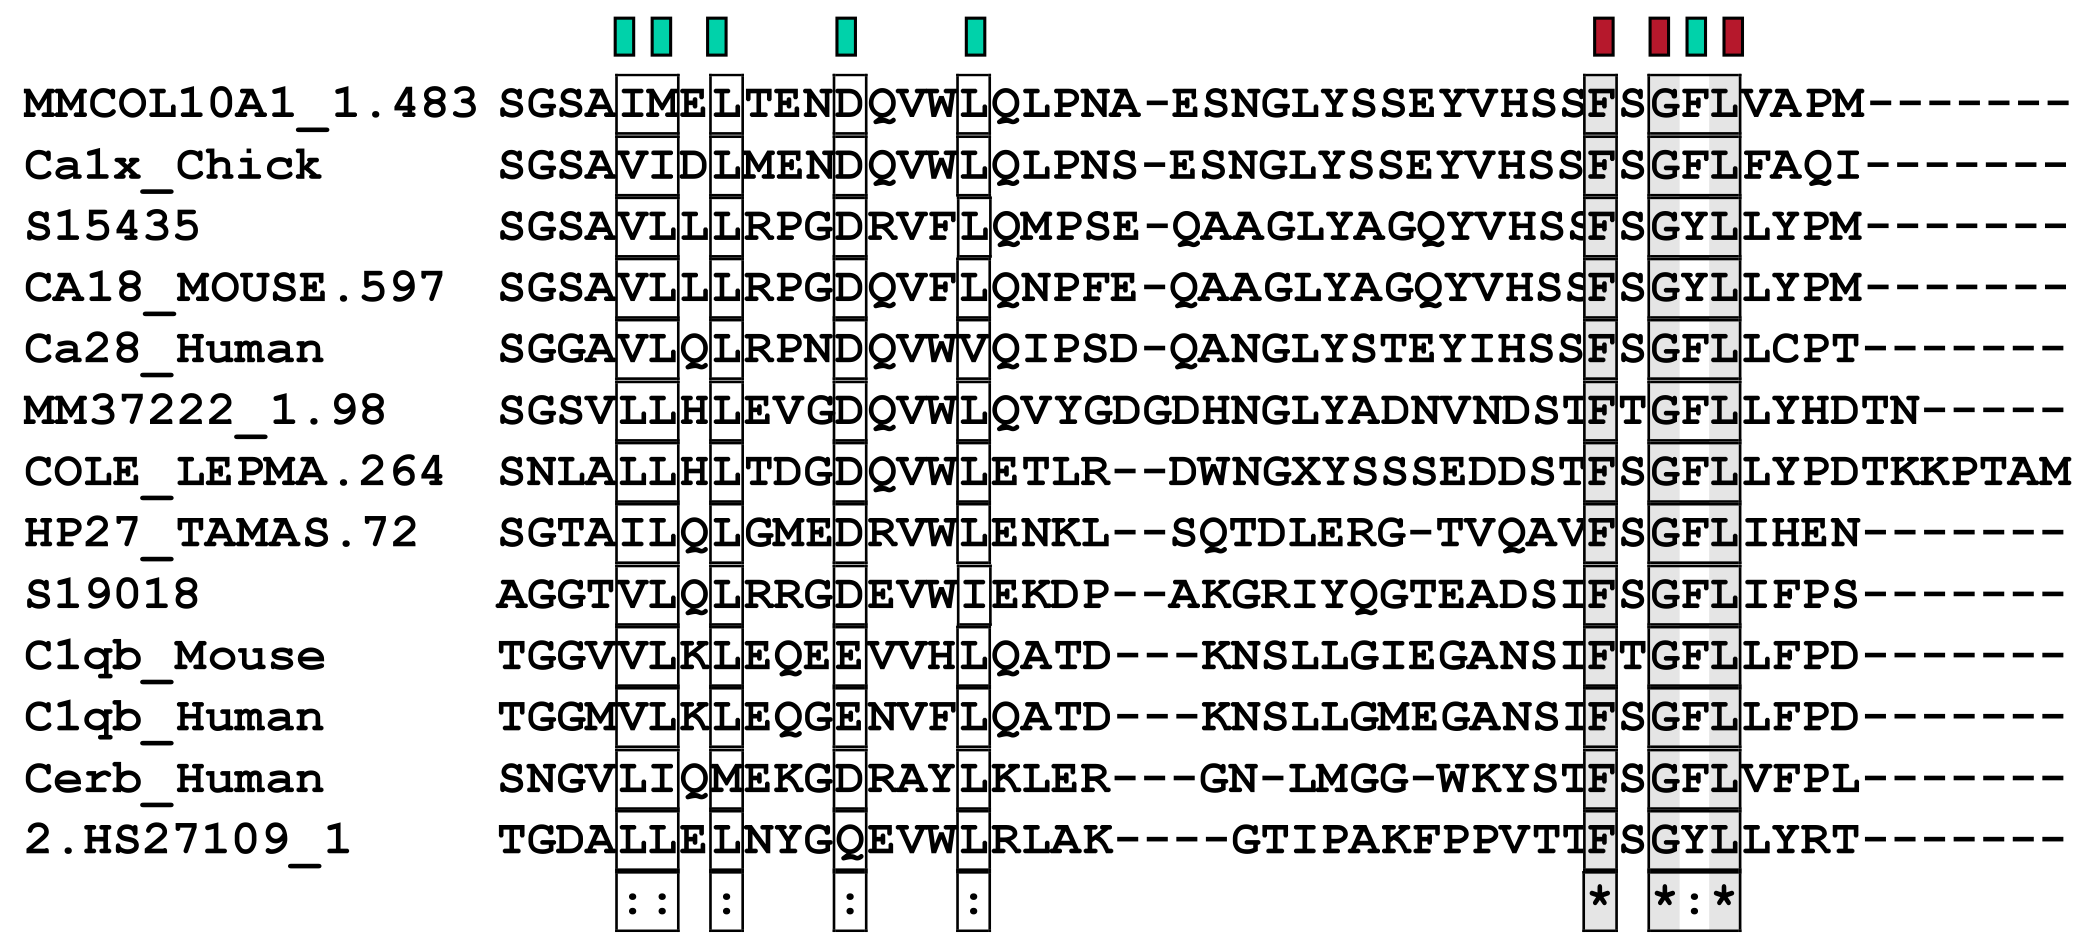 MMCOL10A1_1.483 SGSAIMELTENDQVWLQLPNA-ESNGLYSSEYVHSSFSGFLVAPM-------
Ca1x_Chick SGSAVIDLMENDQVWLQLPNS-ESNGLYSSEYVHSSFSGFLFAQI-------
S15435 SGSAVLLLRPGDRVFLQMPSE-QAAGLYAGQYVHSSFSGYLLYPM-------
CA18_MOUSE.597 SGSAVLLLRPGDQVFLQNPFE-QAAGLYAGQYVHSSFSGYLLYPM-------
Ca28_Human SGGAVLQLRPNDQVWVQIPSD-QANGLYSTEYIHSSFSGFLLCPT-------
MM37222_1.98 SGSVLLHLEVGDQVWLQVYGDGDHNGLYADNVNDSTFTGFLLYHDTN-----
COLE_LEPMA.264 SNLALLHLTDGDQVWLETLR--DWNGXYSSSEDDSTFSGFLLYPDTKKPTAM
HP27_TAMAS.72 SGTAILQLGMEDRVWLENKL--SQTDLERG-TVQAVFSGFLIHEN-------
S19018 AGGTVLQLRRGDEVWIEKDP--AKGRIYQGTEADSIFSGFLIFPS-------
C1qb_Mouse TGGVVLKLEQEEVVHLQATD---KNSLLGIEGANSIFTGFLLFPD-------
C1qb_Human TGGMVLKLEQGENVFLQATD---KNSLLGMEGANSIFSGFLLFPD-------
Cerb_Human SNGVLIQMEKGDRAYLKLER---GN-LMGG-WKYSTFSGFLVFPL-------
2.HS27109_1 TGDALLELNYGQEVWLRLAK----GTIPAKFPPVTTFSGYLLYRT-------
:: : : : * *:*